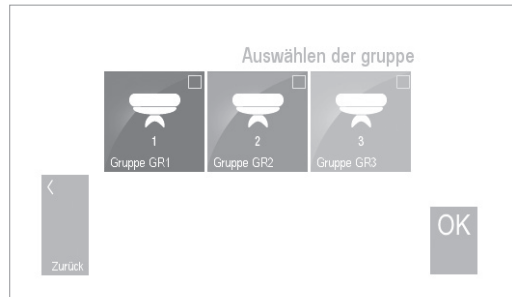 Auswählen der gruppe
1
Gruppe GR1
2
Gruppe GR2
3
Gruppe GR3
Zurück
OK